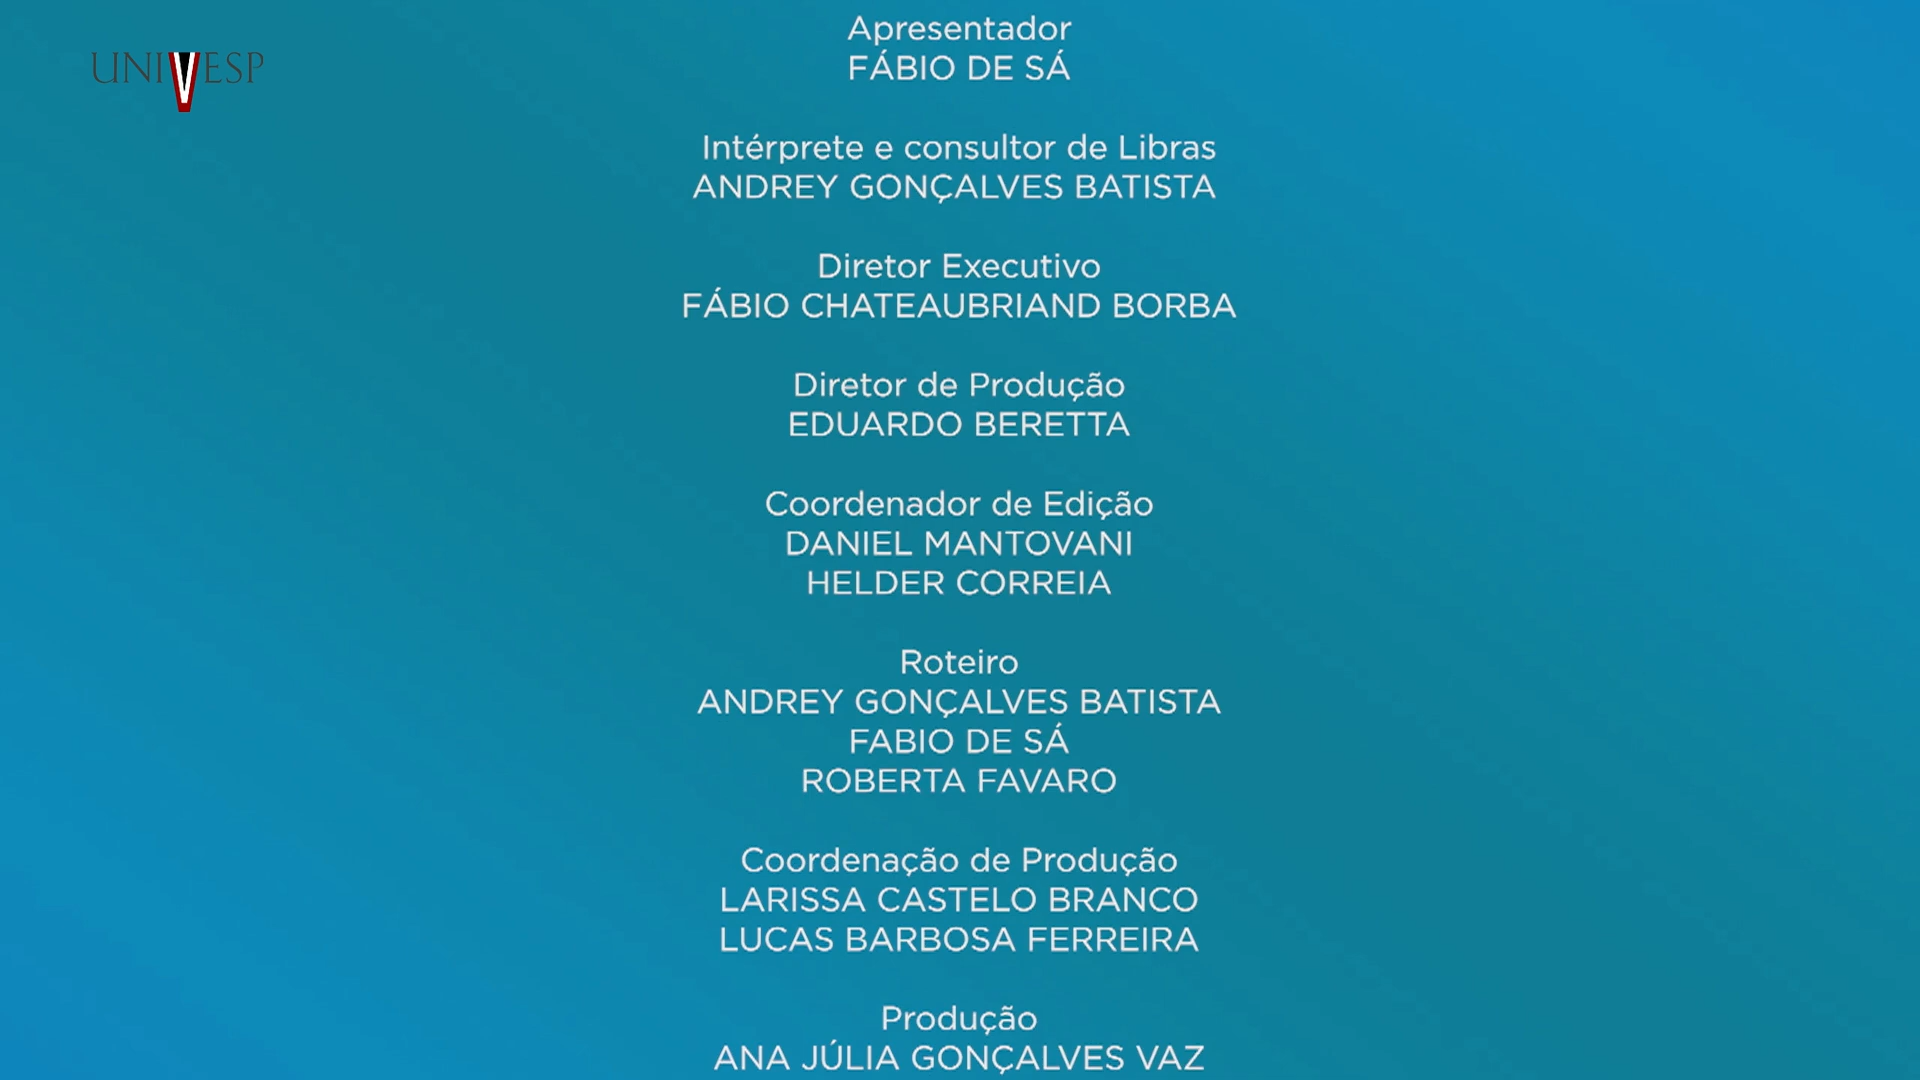 UNIVESP
Apresentador
FÁBIO DE SÁ
Intérprete e consultor de Libras
ANDREY GONÇALVES BATISTA
Diretor Executivo
FÁBIO CHATEAUBRIAND BORBA
Diretor de Produção
EDUARDO BERETTA
Coordenador de Edição
DANIEL MANTOVANI
HELDER CORREIA
Roteiro
ANDREY GONÇALVES BATISTA
FABIO DE SÁ
ROBERTA FAVARO
Coordenação de Produção
LARISSA CASTELO BRANCO
LUCAS BARBOSA FERREIRA
Produção
ANA JÚLIA GONÇALVES VAZ